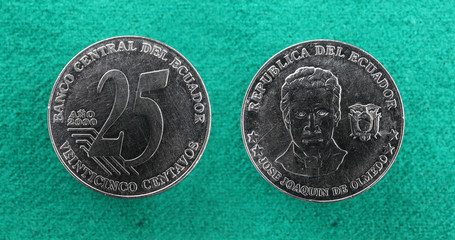 BANCO CENTRAL DEL ECUADOR
25
AÑO
2000
VEINTICINCO CENTAVOS
REPUBLICA DEL ECUADOR
JOSE JOAQUIN DE OLMEDO